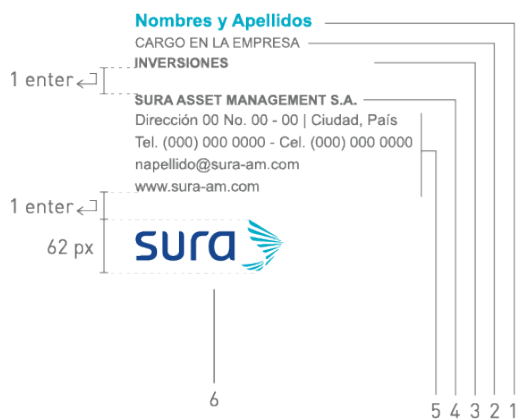 Nombres y Apellidos
CARGO EN LA EMPRESA
INVERSIONES
1 enter
SURA ASSET MANAGEMENT S.A.
Dirección 00 No. 00 - 00 | Ciudad, País
Tel. (000) 000 0000 - Cel. (000) 000 0000
napellido@sura-am.com
www.sura-am.com
1 enter
62 px
sura
6
5 4 3 2 1